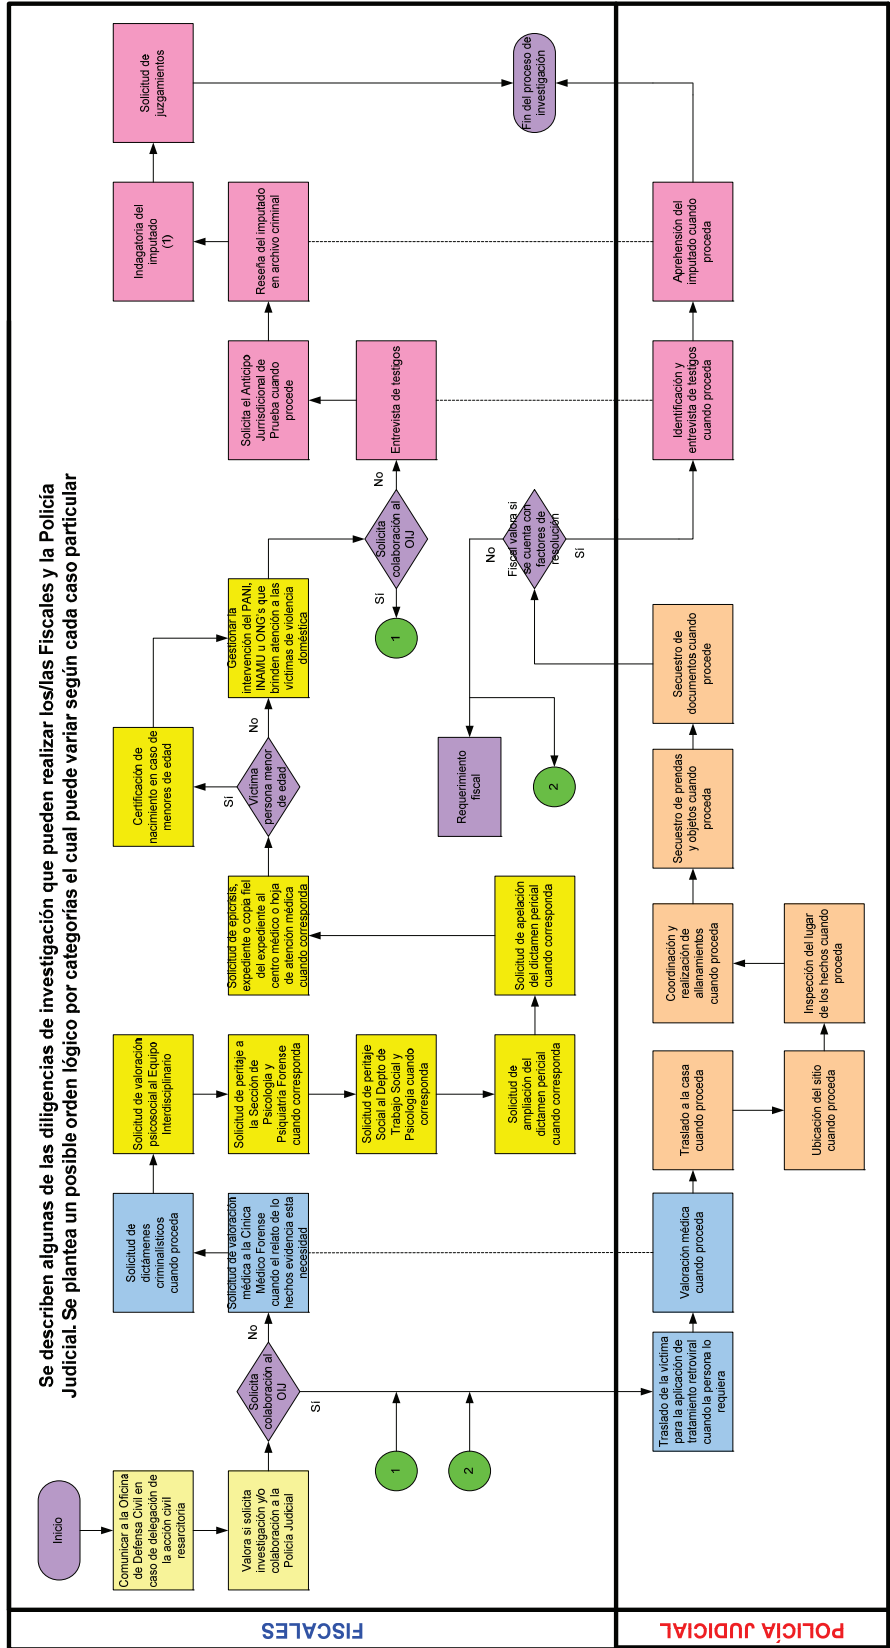 Se describen algunas de las diligencias de investigación que pueden realizar los/las Fiscales y la Policía
Judicial. Se plantea un posible orden lógico por categorías el cual puede variar según cada caso particular
FISCALES
Inicio
Comunicar a la Oficina
de Defensa Civil en
caso de delegación de
la acción civil
resarcitoria
Valora si solicita
investigación y/o
colaboración a la
Policía Judicial
Solicita
colaboración al
OIJ
No
Sí
1
2
Solicitud de valoración
médica a la Cínica
Médico Forense
cuando el relato de lo
hechos evidencia esta
necesidad
Solicitud de
dictámenes
criminalísticos
cuando proceda
Solicitud de valoración
psicosocial al Equipo
Interdisciplinario
Solicitud de peritaje a
la Sección de
Psicología y
Psiquiatría Forense
cuando corresponda
Solicitud de peritaje
Social al Depto de
Trabajo Social y
Psicología cuando
corresponda
Solicitud de
ampliación del
dictamen pericial
cuando corresponda
Solicitud de apelación
del dictamen pericial
cuando corresponda
Solicitud de epicrisis,
expediente o copia fiel
del expediente al
centro médico o hoja
de atención médica
cuando corresponda
Víctima
persona menor
de edad
Sí
No
Certificación de
nacimiento en caso de
menores de edad
Gestionar la
intervención del PANI,
INAMU u ONG's que
brinden atención a las
víctimas de violencia
doméstica
Solicita
colaboración al
OIJ
Sí
No
1
Entrevista de testigos
Solicita el Anticipo
Jurrisdicional de
Prueba cuando
procede
Reseña del imputado
en archivo criminal
Indagatoria del
imputado
(1)
Solicitud de
juzgamientos
Fin del proceso de
investigación
Requerimiento
fiscal
2
Fiscal valora si
se cuenta con
factores de
resolución
No
Sí
POLICÍA JUDICIAL
Traslado de la víctima
para la aplicación de
tratamiento retroviral
cuando la persona lo
requiera
Valoración médica
cuando proceda
Traslado a la casa
cuando proceda
Ubicación del sitio
cuando proceda
Inspección del lugar
de los hechos cuando
proceda
Coordinación y
realización de
allanamientos
cuando proceda
Secuestro de prendas
y objetos cuando
proceda
Secuestro de
documentos cuando
procede
Identificación y
entrevista de testigos
cuando proceda
Aprehensión del
imputado cuando
proceda